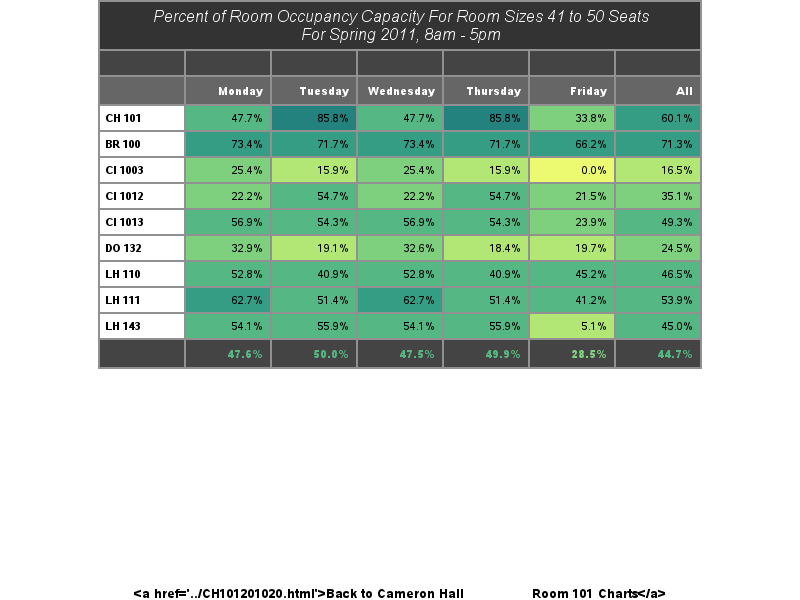 Percent of Room Occupancy Capacity For Room Sizes 41 to 50 Seats
For Spring 2011, 8am - 5pm
Monday Tuesday Wednesday Thursday Friday All
CH 101 47.7% 85.8% 47.7% 85.8% 33.8% 60.1%
BR 100 73.4% 71.7% 73.4% 71.7% 66.2% 71.3%
CI 1003 25.4% 15.9% 25.4% 15.9% 0.0% 16.5%
CI 1012 22.2% 54.7% 22.2% 54.7% 21.5% 35.1%
CI 1013 56.9% 54.3% 56.9% 54.3% 23.9% 49.3%
DO 132 32.9% 19.1% 32.6% 18.4% 19.7% 24.5%
LH 110 52.8% 40.9% 52.8% 40.9% 45.2% 46.5%
LH 111 62.7% 51.4% 62.7% 51.4% 41.2% 53.9%
LH 143 54.1% 55.9% 54.1% 55.9% 5.1% 45.0%
47.6% 50.0% 47.5% 49.9% 28.5% 44.7%
<a href='../CH101201020.html'>Back to Cameron Hall Room 101 Charts</a>